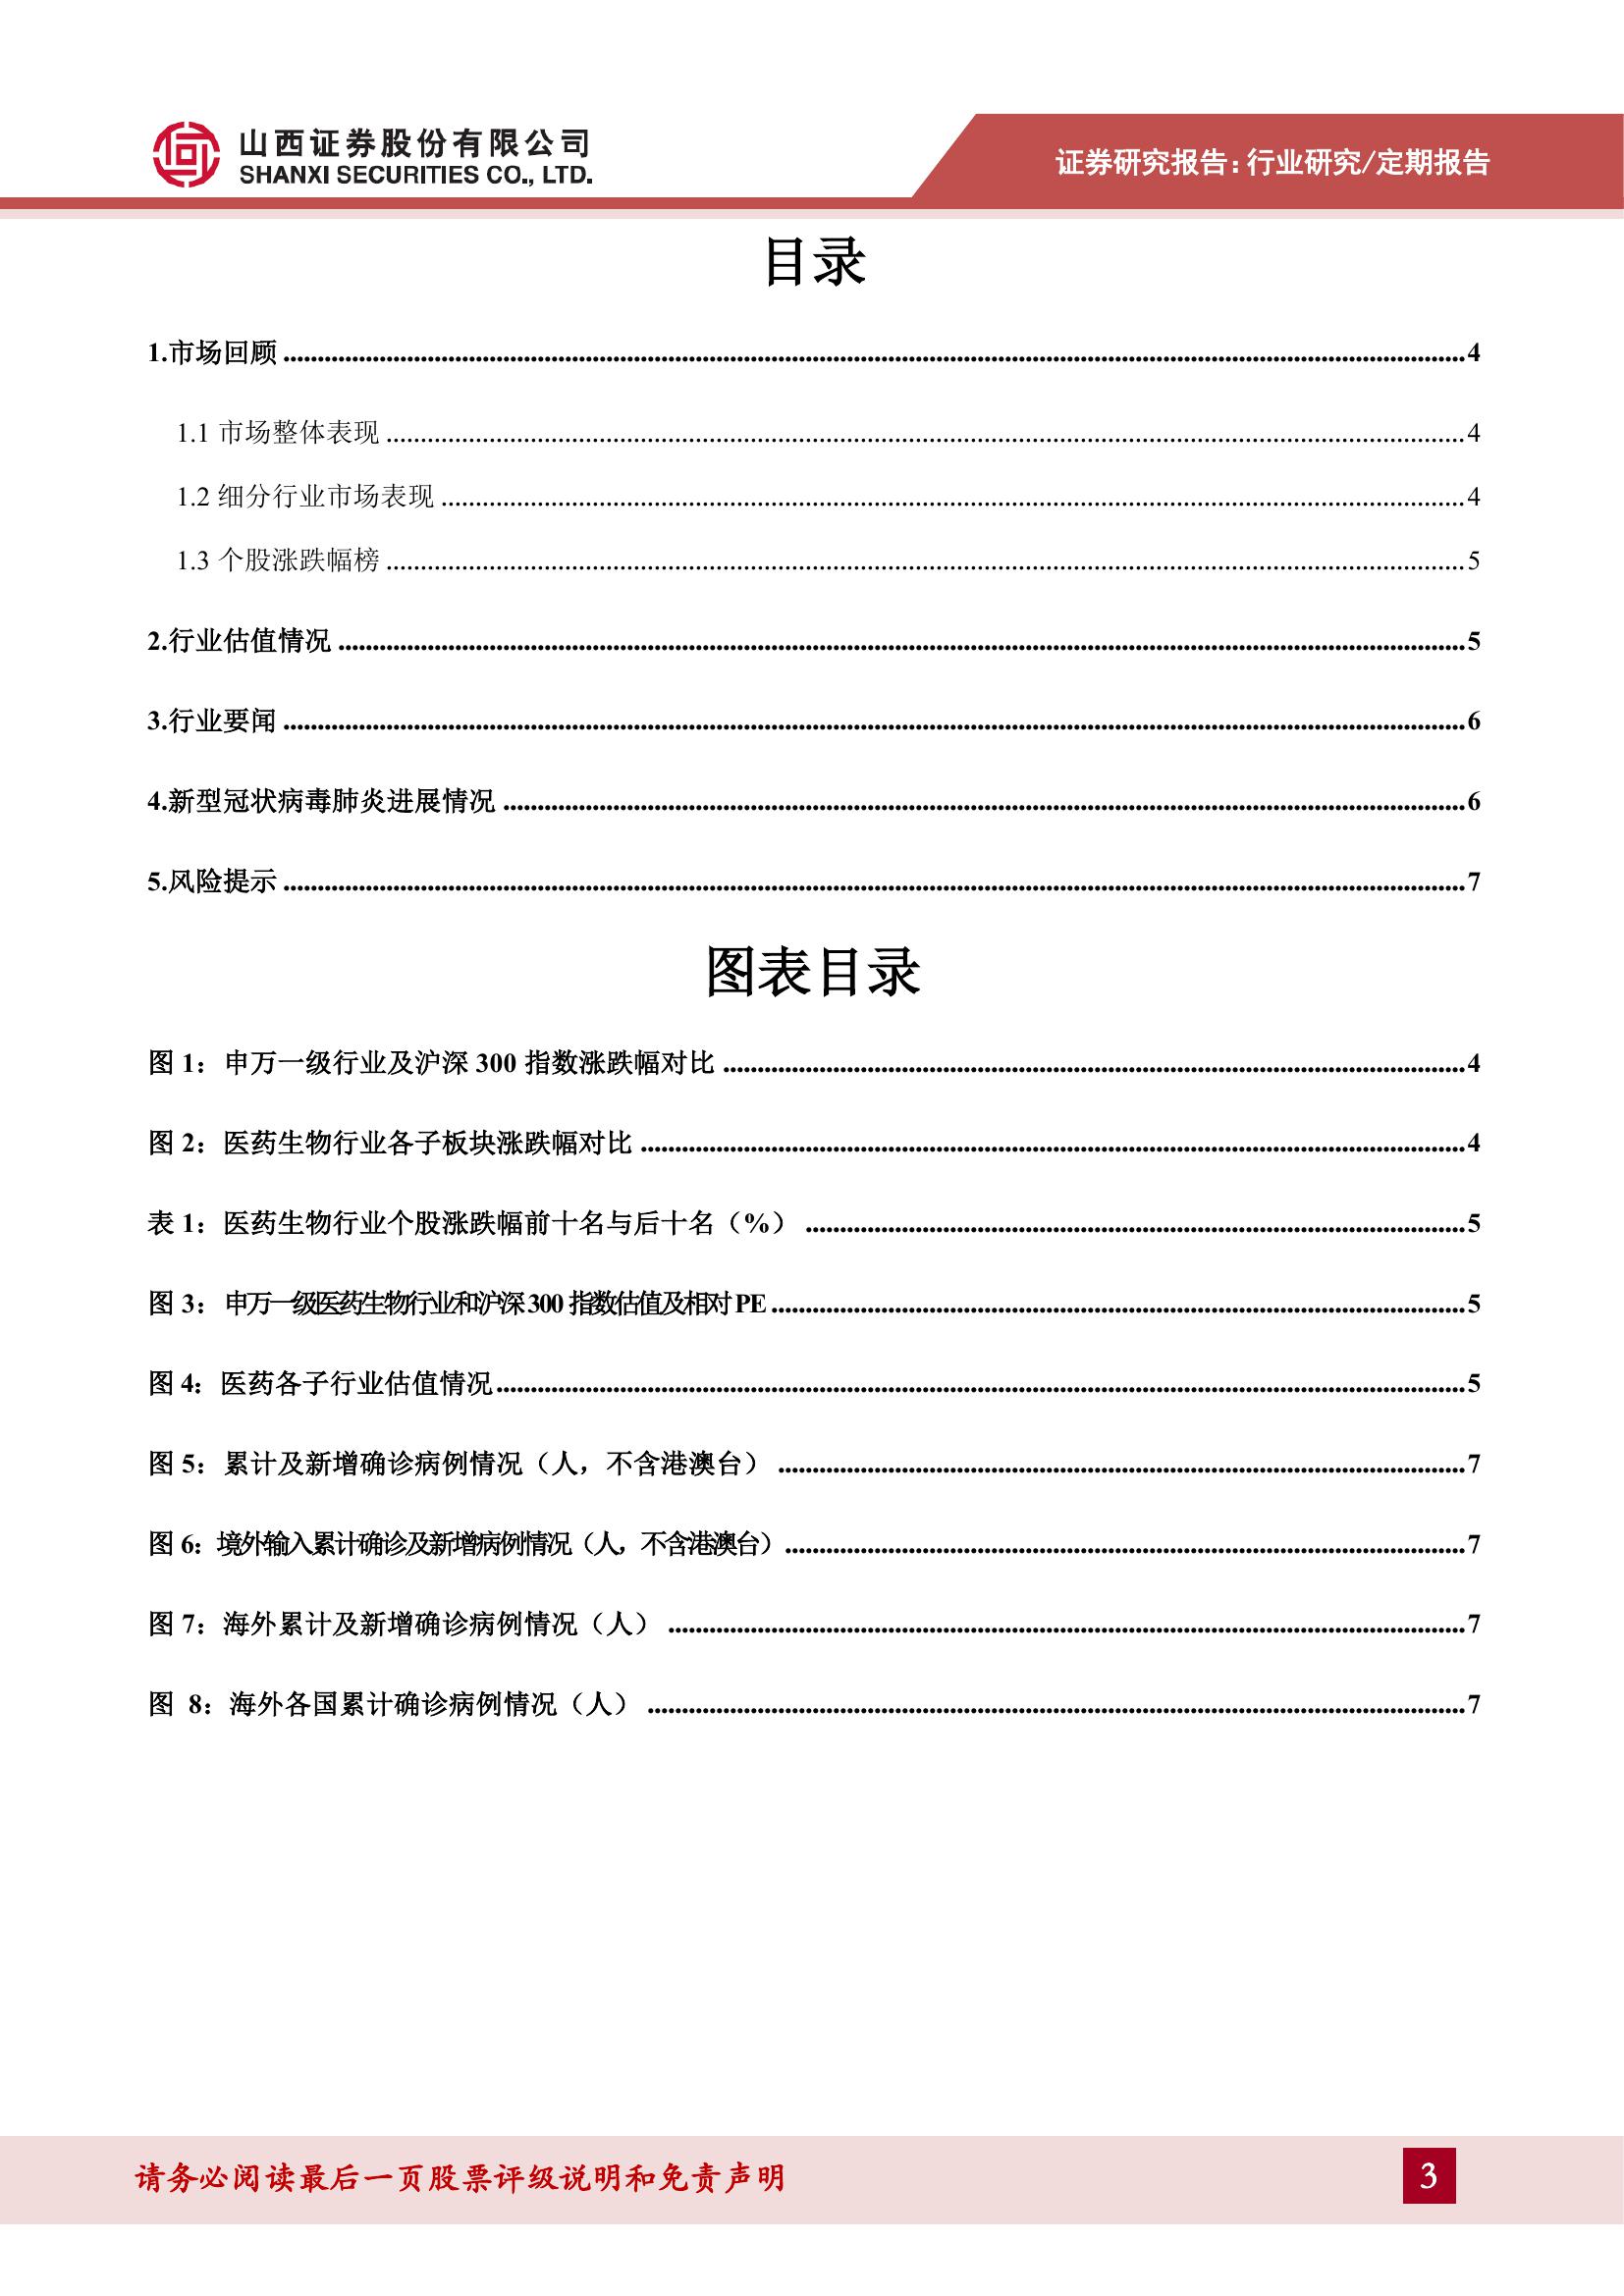 山西证券股份有限公司
SHANXI SECURITIES CO., LTD.
证券研究报告:行业研究/定期报告
目录
1.市场回顾 ........ 4
1.1 市场整体表现 ........ 4
1.2 细分行业市场表现 ........ 4
1.3 个股涨跌幅榜 ........ 5
2.行业估值情况 ........ 5
3.行业要闻 ........ 6
4.新型冠状病毒肺炎进展情况 ........ 6
5.风险提示 ........ 7
图表目录
图 1：申万一级行业及沪深 300 指数涨跌幅对比 ........ 4
图 2：医药生物行业各子板块涨跌幅对比 ........ 4
表 1：医药生物行业个股涨跌幅前十名与后十名（%） ........ 5
图 3：申万一级医药生物行业和沪深 300 指数估值及相对 PE ........ 5
图 4：医药各子行业估值情况 ........ 5
图 5：累计及新增确诊病例情况（人，不含港澳台） ........ 7
图 6：境外输入累计确诊及新增病例情况（人，不含港澳台） ........ 7
图 7：海外累计及新增确诊病例情况（人） ........ 7
图 8：海外各国累计确诊病例情况（人） ........ 7
请务必阅读最后一页股票评级说明和免责声明
3